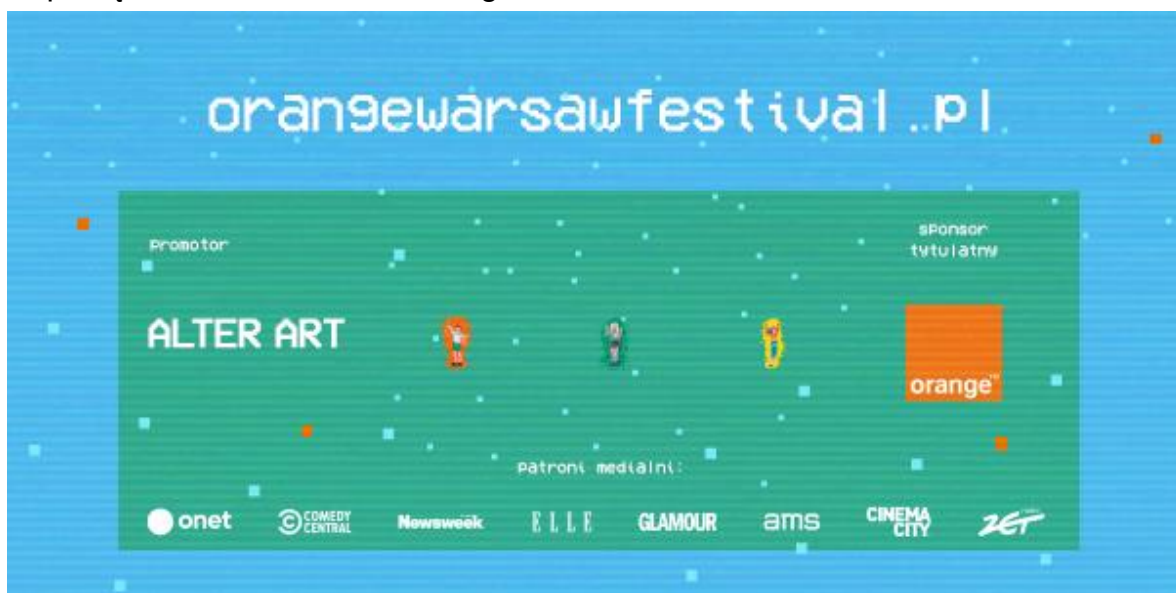 orangewarsawfestival.pl
promotor
sponsor
tytularny
ALTER ART
orange™
patroni medialni:
onet
COMEDY
CENTRAL
Newsweek
ELLE
GLAMOUR
ams
CINEMA
CITY
ZET